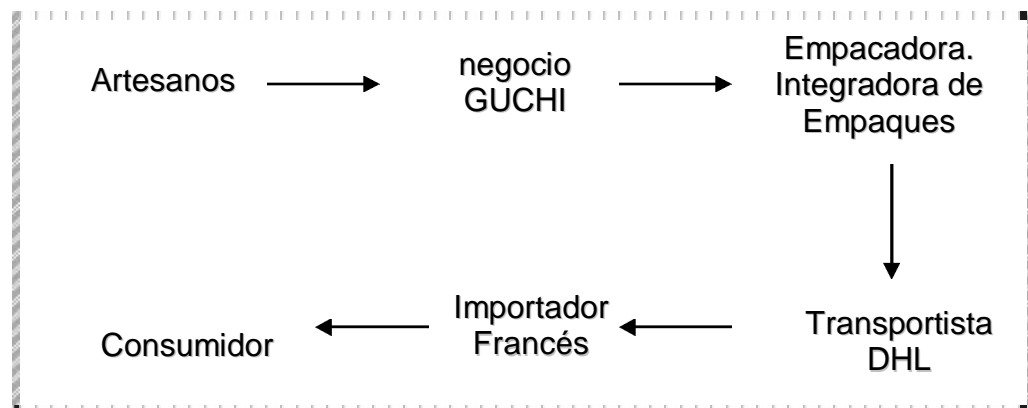 Artesanos
negocio
GUCHI
Empacadora.
Integradora de
Empaques
Transportista
DHL
Importador
Francés
Consumidor